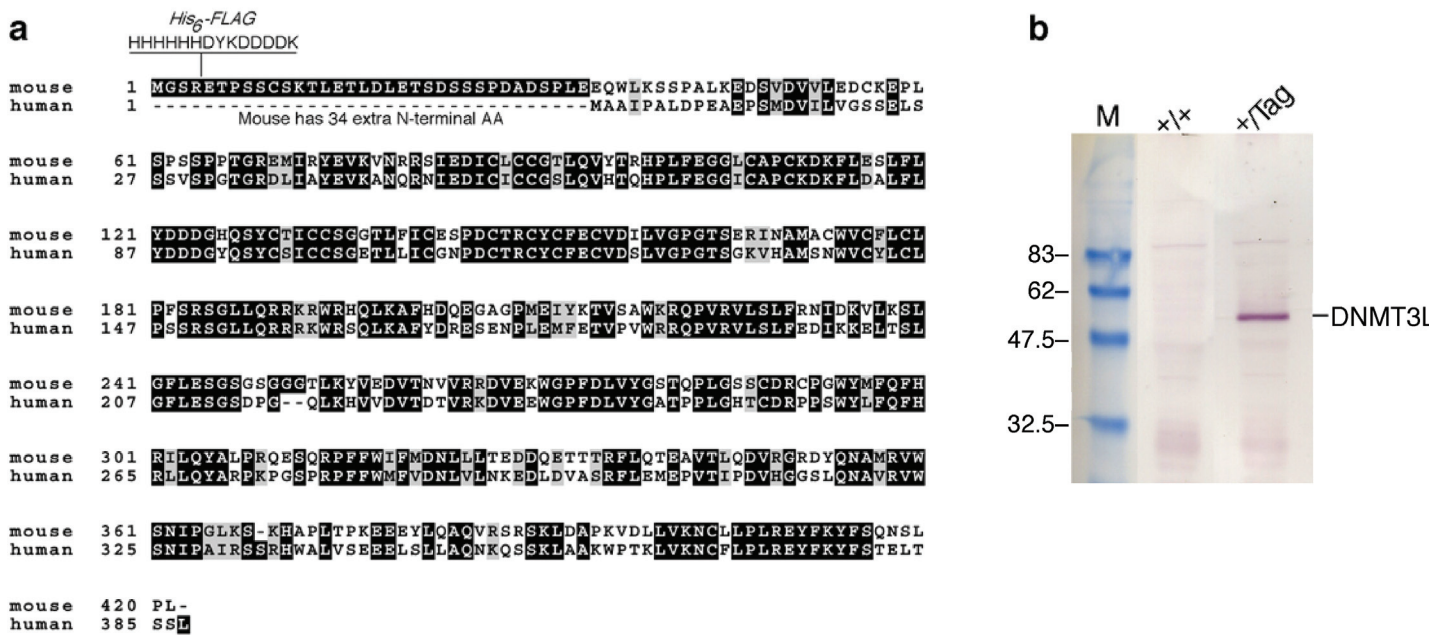 a
His6-FLAG
HHHHHHDYKDDDDK
mouse 1 MGSRETPSSCSKTLETLDLETSDSSSPDADSPLEEQWLKSSPALKEDSVDVVLEDCKEPL
human 1 ----------------------------------MAAIPALDPEAEPSMDVILVGSSELS
Mouse has 34 extra N-terminal AA
mouse 61 SPSSPPTGREMIRYEVKVNRRSIEDICLCCGTLQVYTRHPLFEGGLCAPCKDKFLESLFL
human 27 SSVSPGTGRDLIAYEVKANQRNIEDICICCGSLQVHTQHPLFEGGICAPCKDKFLDALFL
mouse 121 YDDDGHQSYCTICCSGGTLFICESPDCTRCYCFECVDILVGPGTSERINAMACWVCFLCL
human 87 YDDDGYQSYCSICCSGETLLICGNPDCTRCYCFECVDSLVGPGTSGKVHAMSNWVCYLCL
mouse 181 PFSRSGLLQRRKRWRHQLKAFHDQEGAGPMEIYKTVSAWKRQPVRVLSLFRNIDKVLKSL
human 147 PSSRSGLLQRRRKWRSQLKAFYDRESENPLEMFETVPVWRRQPVRVLSLFEDIKKELTSL
mouse 241 GFLESGSGSGGGTLKYVEDVTNVVRRDVEKWGPFDLVYGSTQPLGSSCDRCPGWYMFQFH
human 207 GFLESGSDPG--QLKHVVDVTDTVRKDVEEWGPFDLVYGATPPLGHTCDRPPSWYLFQFH
mouse 301 RILQYALPRQESQRPFFWIFMDNLLLTEDDQETTTRFLQTEAVTLQDVRGRDYQNAMRVW
human 265 RLLQYARPKPGSPRPFFWMFVDNLVLNKEDLDVASRFLEMEPVTIPDVHGGSLQNAVRVW
mouse 361 SNIPGLKS-KHAPLTPKEEEYLQAQVRSRSKLDAPKVDLLVKNCLLPLREYFKYFSQNSL
human 325 SNIPAIRSSRHWALVSEEELSLLAQNKQSSKLAAKWPTKLVKNCFLPLREYFKYFSTELT
mouse 420 PL-
human 385 SSL
b
M +/+ +/Tag
83
62
DNMT3L
47.5
32.5